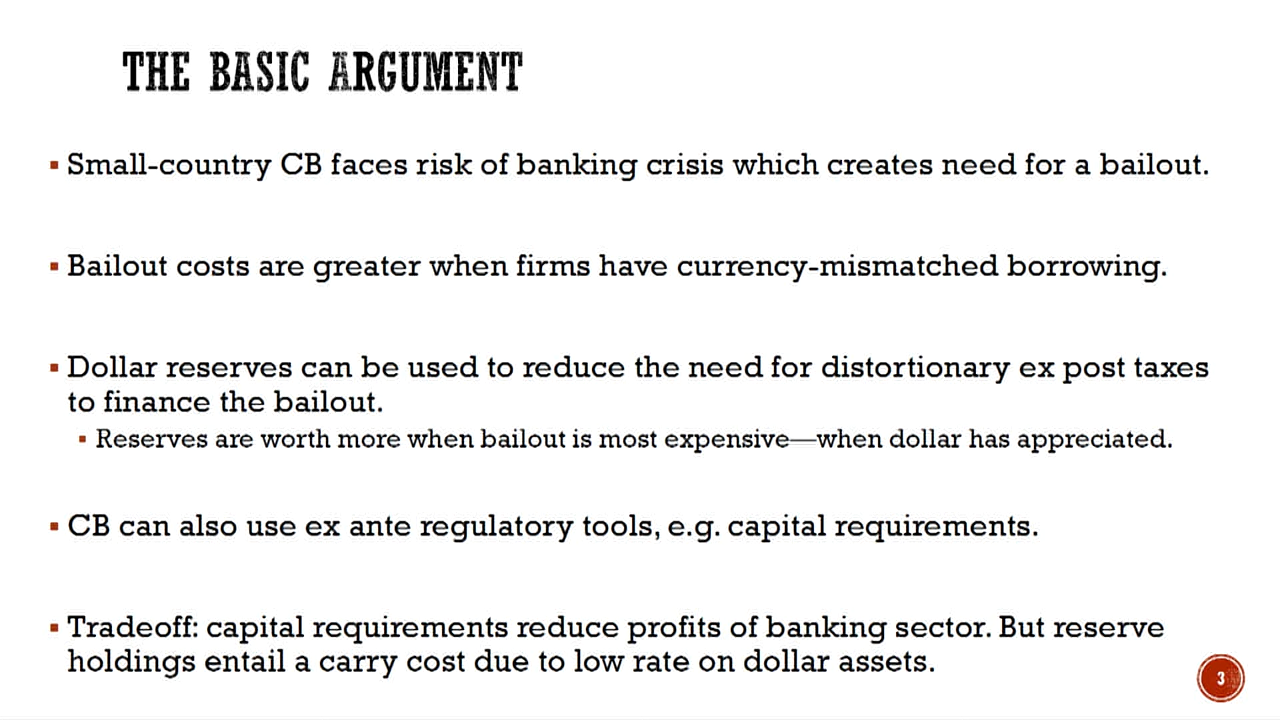 THE BASIC ARGUMENT
▪ Small-country CB faces risk of banking crisis which creates need for a bailout.
▪ Bailout costs are greater when firms have currency-mismatched borrowing.
▪ Dollar reserves can be used to reduce the need for distortionary ex post taxes
to finance the bailout.
▪ Reserves are worth more when bailout is most expensive—when dollar has appreciated.
▪ CB can also use ex ante regulatory tools, e.g. capital requirements.
▪ Tradeoff: capital requirements reduce profits of banking sector. But reserve
holdings entail a carry cost due to low rate on dollar assets.
3